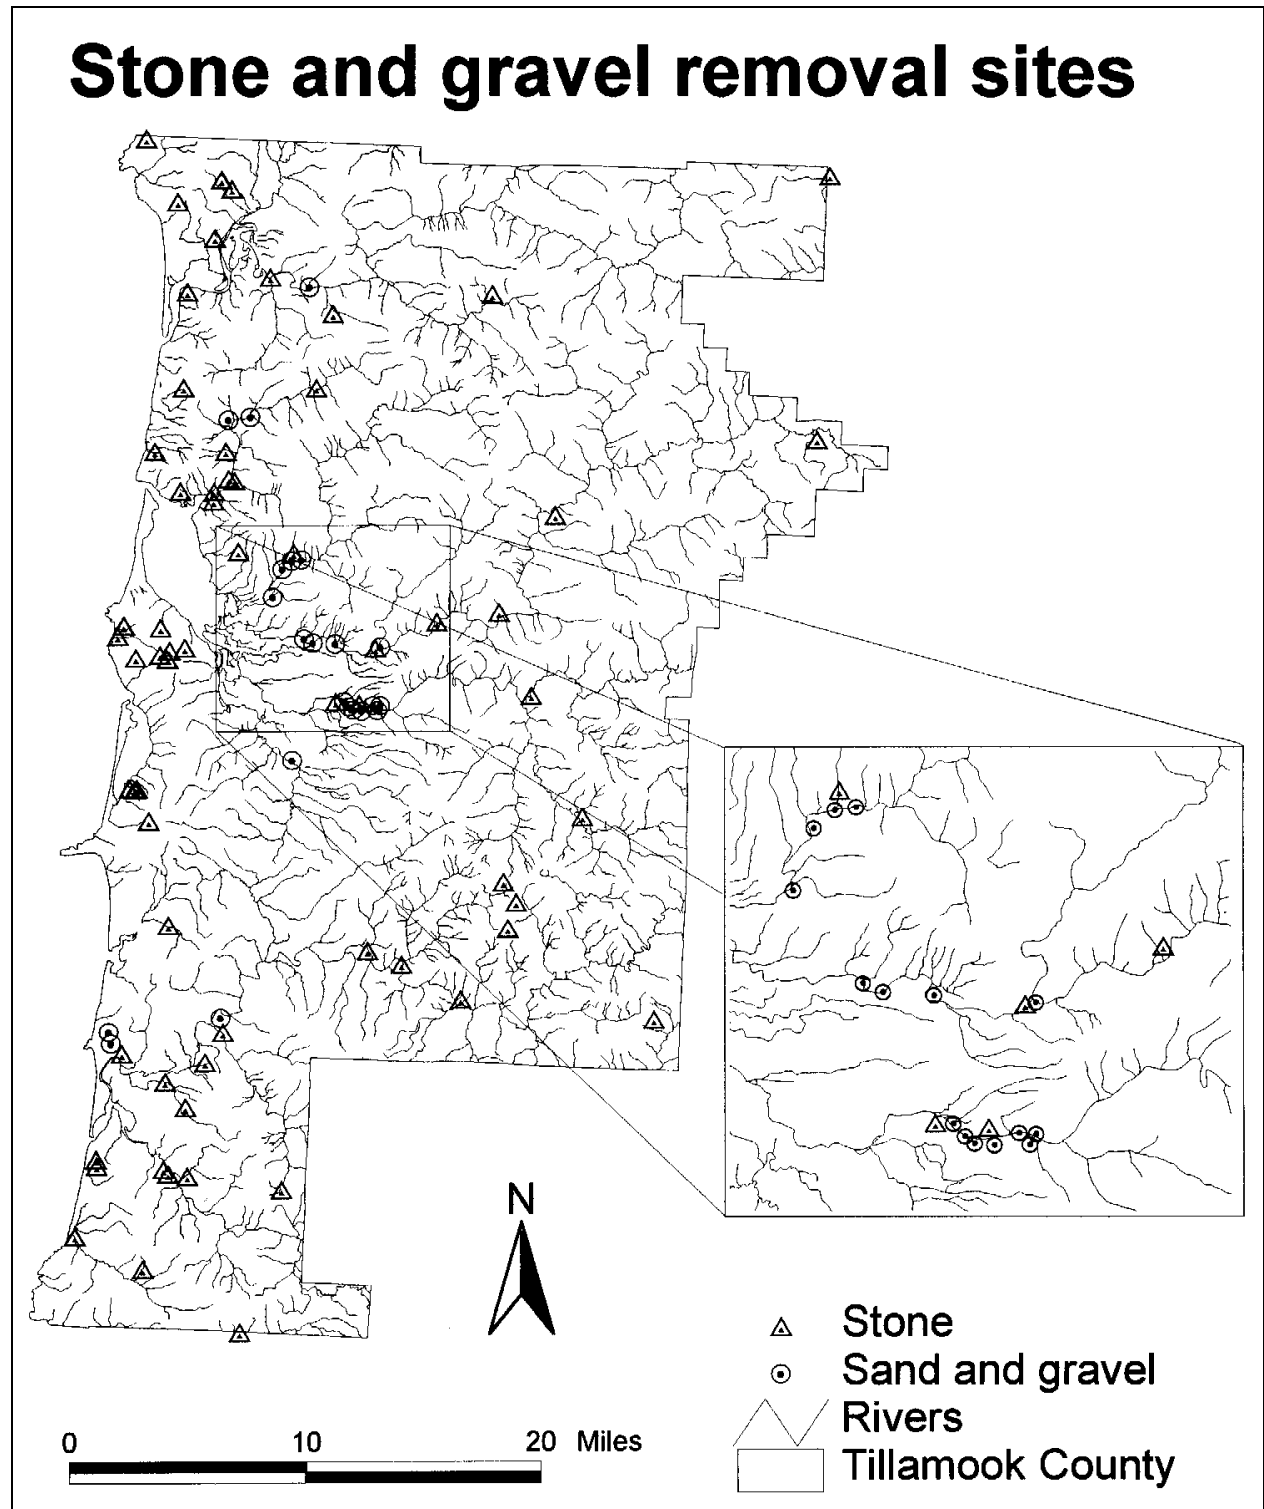 Stone and gravel removal sites
N
Stone
Sand and gravel
Rivers
Tillamook County
0 10 20 Miles